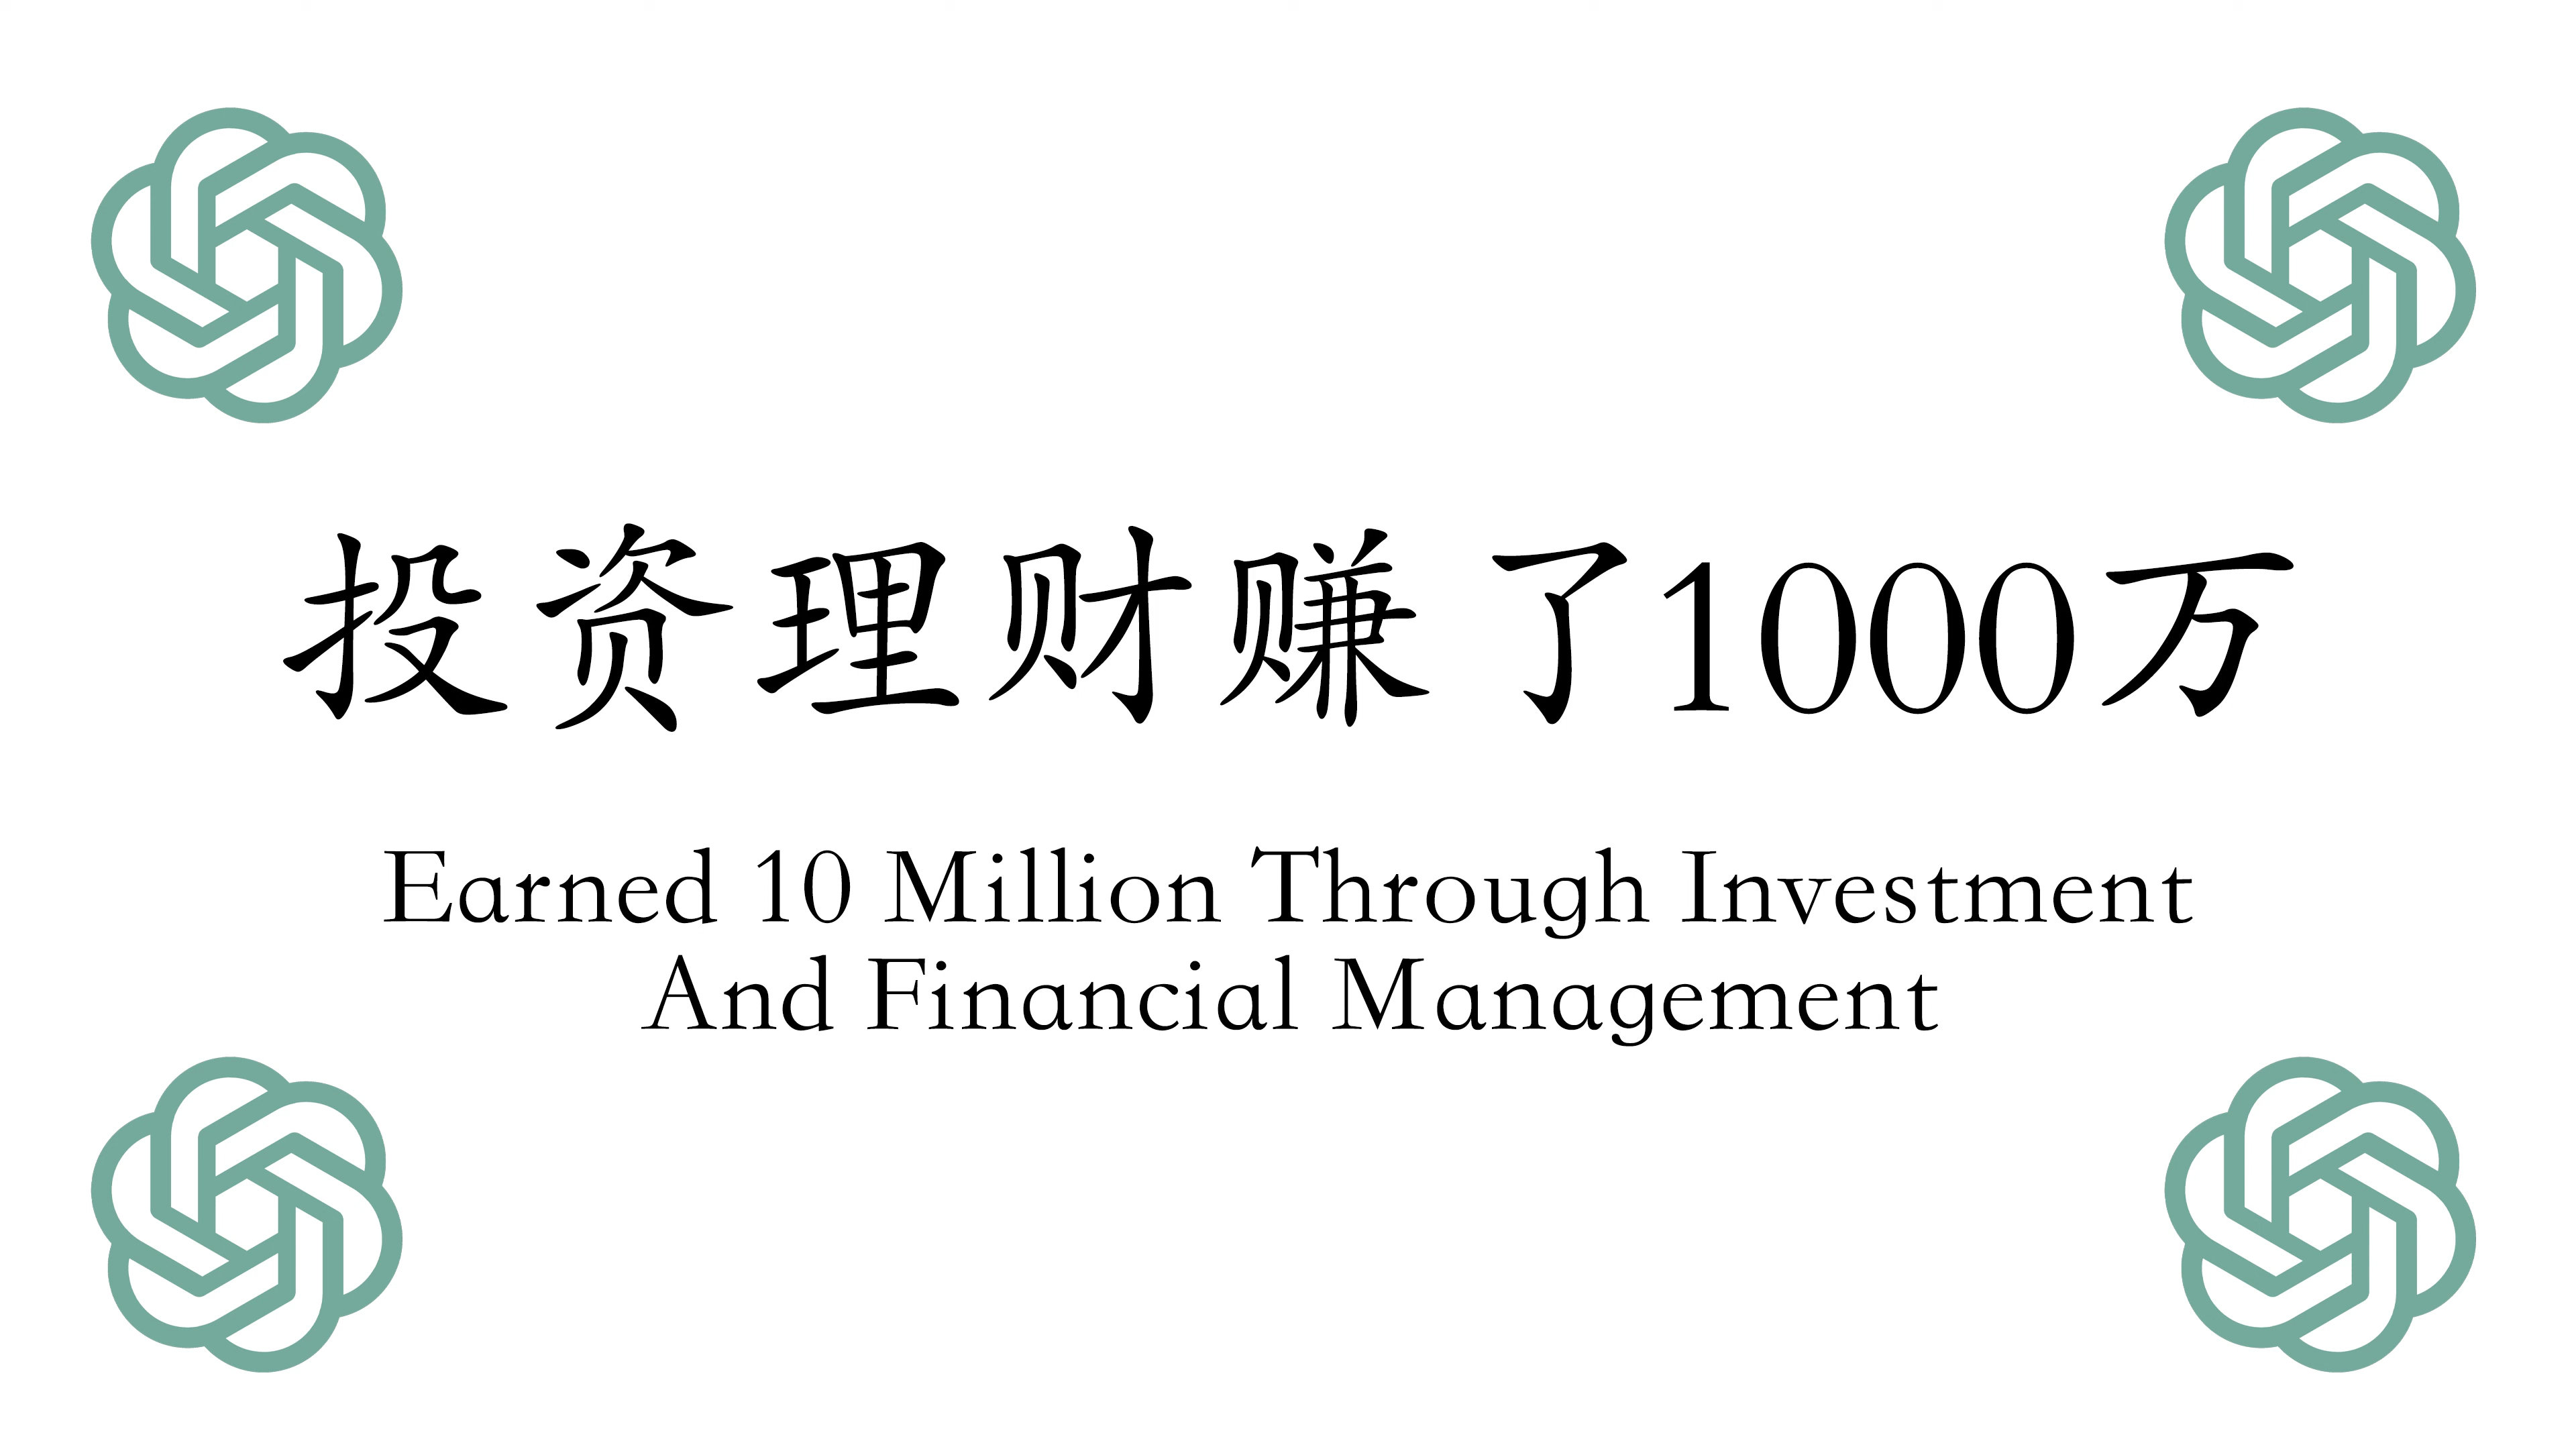 投资理财赚了1000万
Earned 10 Million Through Investment
And Financial Management